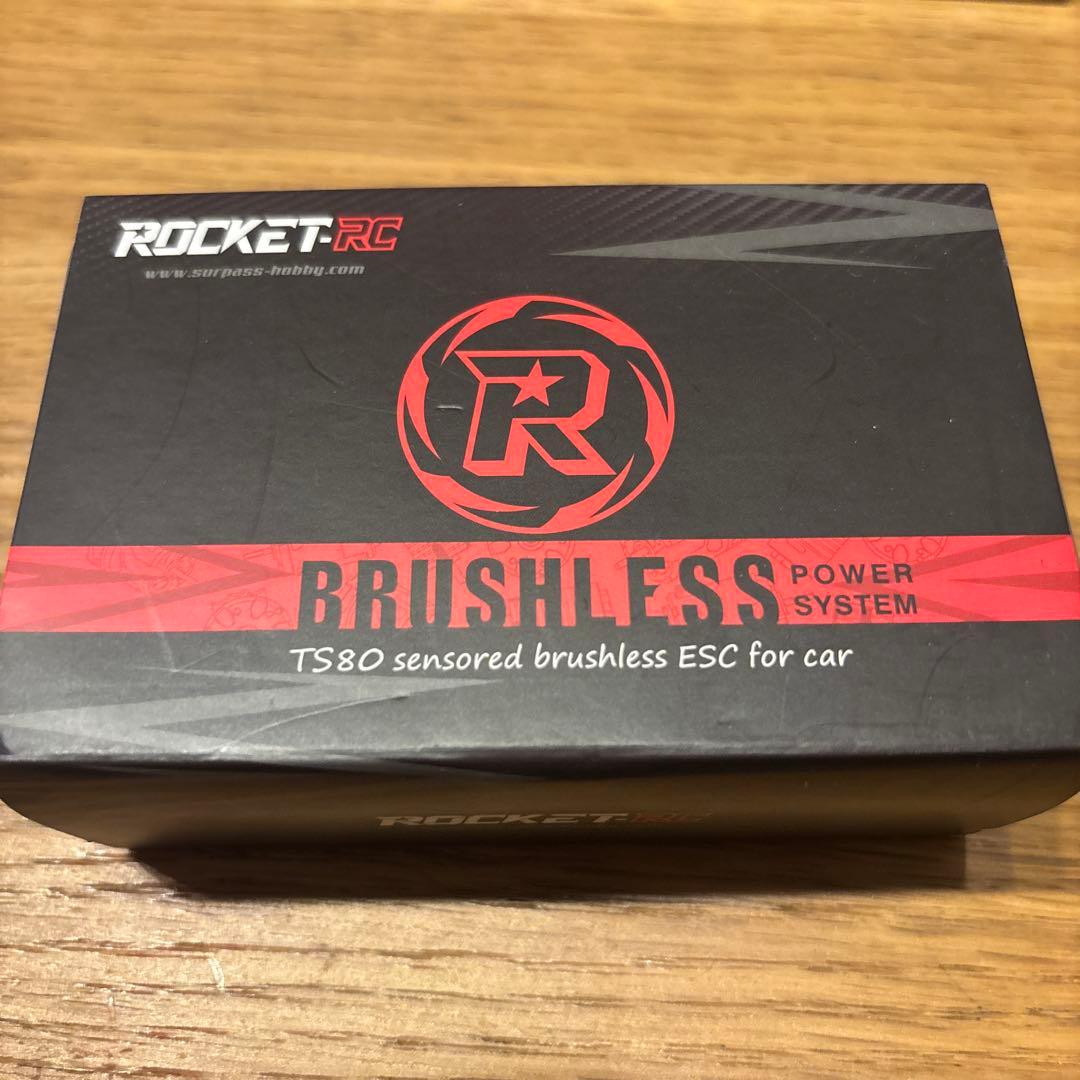 ROCKET-RC
www.surpass-hobby.com
R
BRUSHLESS POWER SYSTEM
TS80 sensored brushless ESC for car
ROCKET-RC